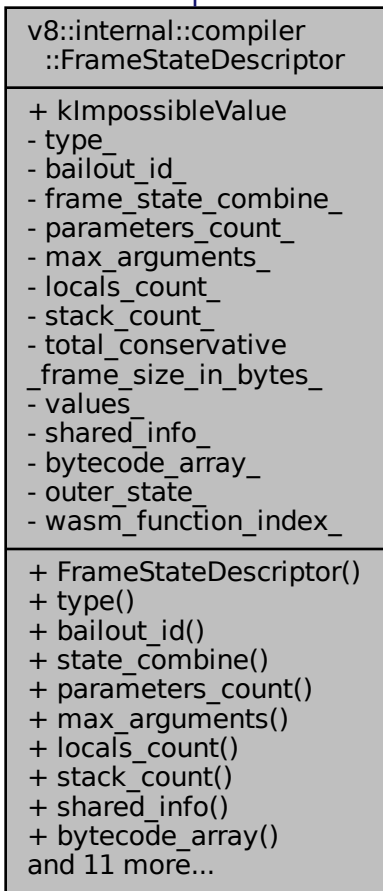 v8::internal::compiler
::FrameStateDescriptor
+ kImpossibleValue
- type_
- bailout_id_
- frame_state_combine_
- parameters_count_
- max_arguments_
- locals_count_
- stack_count_
- total_conservative
_frame_size_in_bytes_
- values_
- shared_info_
- bytecode_array_
- outer_state_
- wasm_function_index_
+ FrameStateDescriptor()
+ type()
+ bailout_id()
+ state_combine()
+ parameters_count()
+ max_arguments()
+ locals_count()
+ stack_count()
+ shared_info()
+ bytecode_array()
and 11 more...